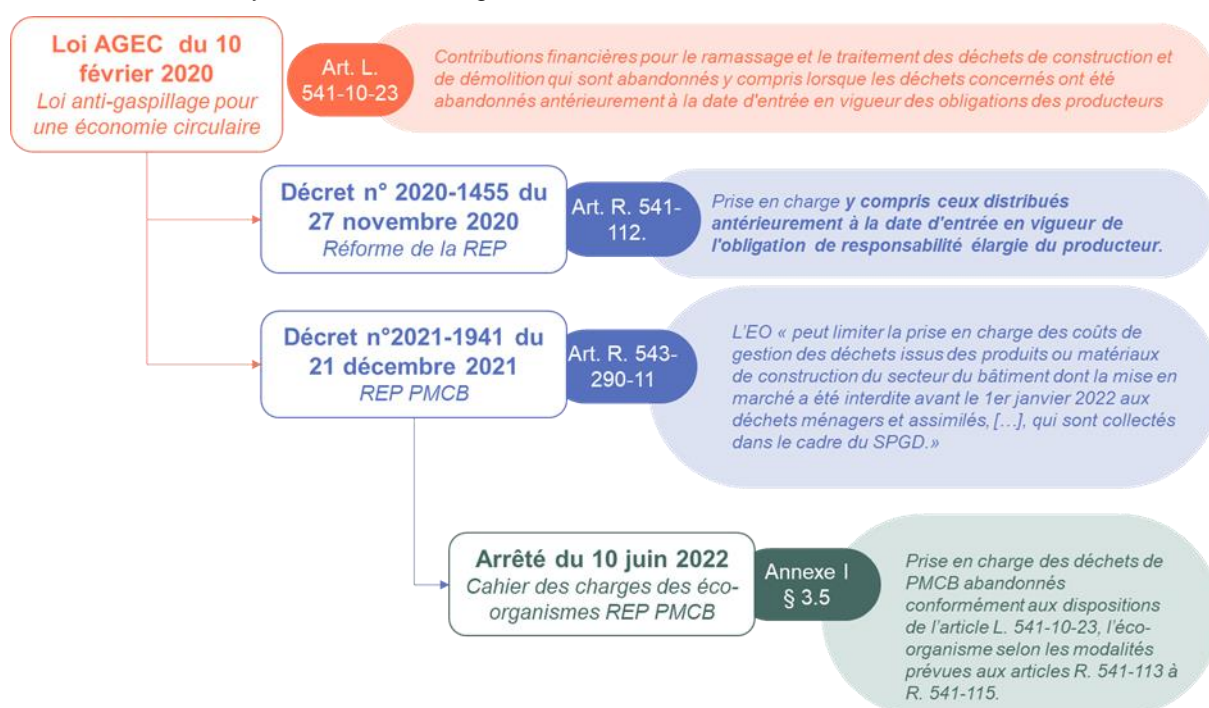 Loi AGEC du 10
février 2020
Loi anti-gaspillage pour
une économie circulaire
Art. L.
541-10-23
Contributions financières pour le ramassage et le traitement des déchets de construction et
de démolition qui sont abandonnés y compris lorsque les déchets concernés ont été
abandonnés antérieurement à la date d'entrée en vigueur des obligations des producteurs
Décret n° 2020-1455 du
27 novembre 2020
Réforme de la REP
Art. R. 541-
112.
Prise en charge y compris ceux distribués
antérieurement à la date d'entrée en vigueur de
l'obligation de responsabilité élargie du producteur.
Décret n°2021-1941 du
21 décembre 2021
REP PMCB
Art. R. 543-
290-11
L'EO « peut limiter la prise en charge des coûts de
gestion des déchets issus des produits ou matériaux
de construction du secteur du bâtiment dont la mise en
marché a été interdite avant le 1er janvier 2022 aux
déchets ménagers et assimilés, […], qui sont collectés
dans le cadre du SPGD.»
Arrêté du 10 juin 2022
Cahier des charges des éco-
organismes REP PMCB
Annexe I
§ 3.5
Prise en charge des déchets de
PMCB abandonnés
conformément aux dispositions
de l'article L. 541-10-23, l'éco-
organisme selon les modalités
prévues aux articles R. 541-113 à
R. 541-115.